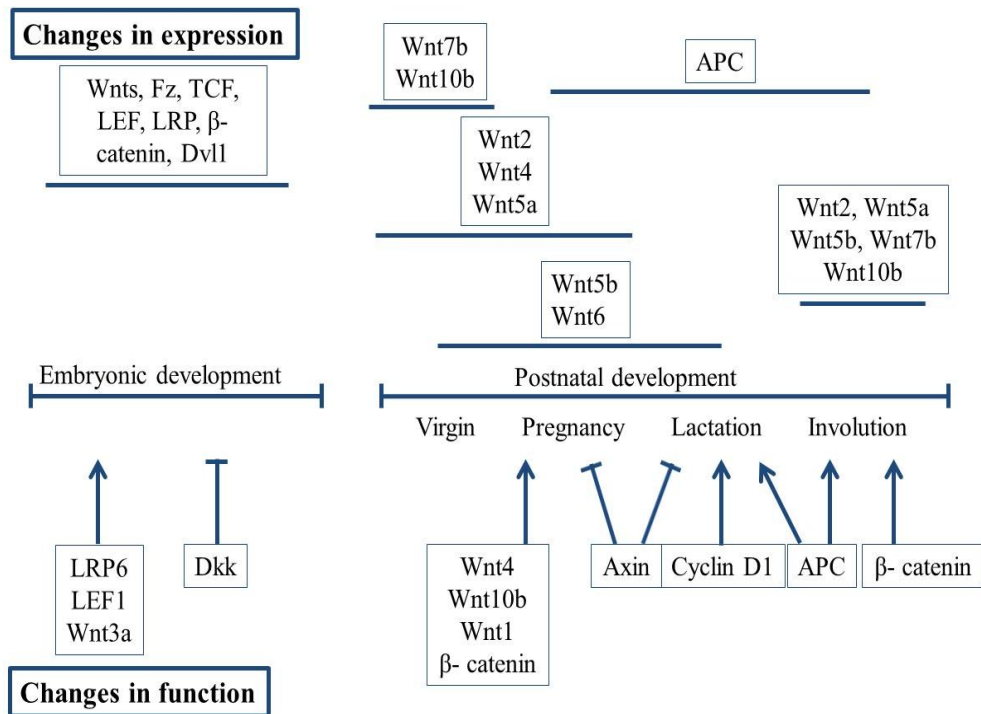 Changes in expression
Wnts, Fz, TCF,
LEF, LRP, β-
catenin, Dvl1
Wnt7b
Wnt10b
APC
Wnt2
Wnt4
Wnt5a
Wnt2, Wnt5a
Wnt5b, Wnt7b
Wnt10b
Wnt5b
Wnt6
Embryonic development
Postnatal development
Virgin Pregnancy Lactation Involution
LRP6
LEF1
Wnt3a
Dkk
Wnt4
Wnt10b
Wnt1
β- catenin
Axin
Cyclin D1
APC
β- catenin
Changes in function